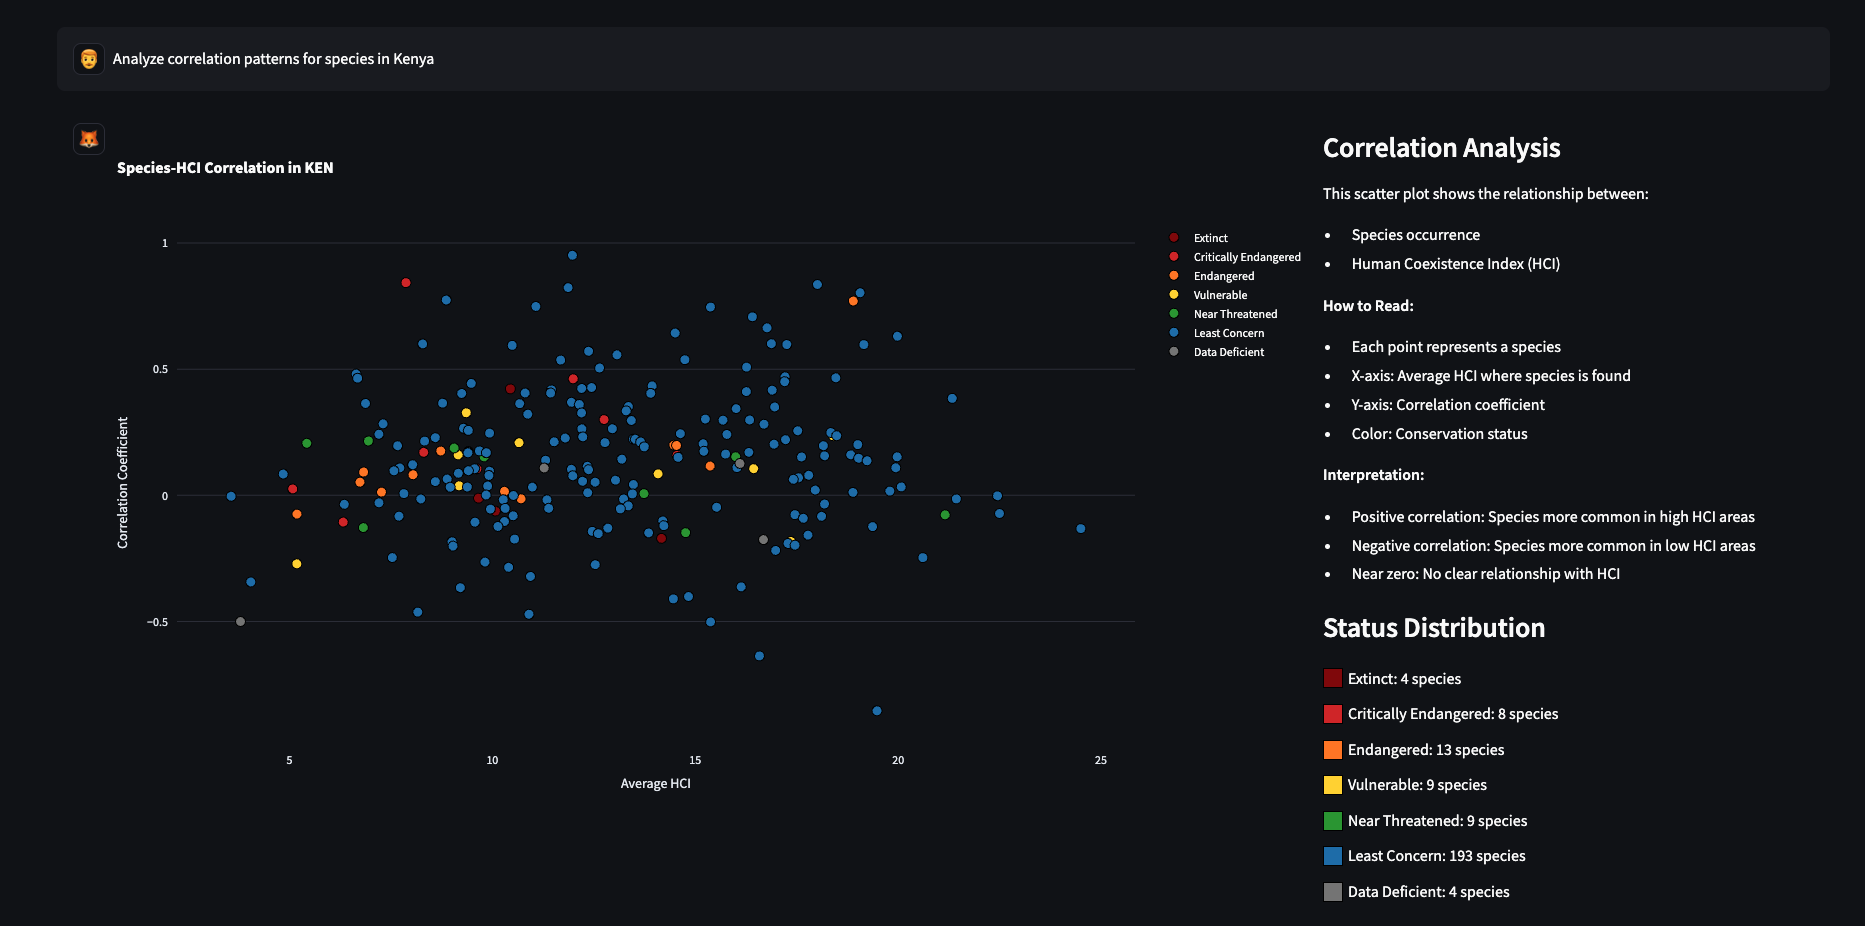 Analyze correlation patterns for species in Kenya
Species-HCI Correlation in KEN
1
0.5
0
−0.5
Correlation Coefficient
5
10
15
20
25
Average HCI
Extinct
Critically Endangered
Endangered
Vulnerable
Near Threatened
Least Concern
Data Deficient
Correlation Analysis
This scatter plot shows the relationship between:
• Species occurrence
• Human Coexistence Index (HCI)
How to Read:
• Each point represents a species
• X-axis: Average HCI where species is found
• Y-axis: Correlation coefficient
• Color: Conservation status
Interpretation:
• Positive correlation: Species more common in high HCI areas
• Negative correlation: Species more common in low HCI areas
• Near zero: No clear relationship with HCI
Status Distribution
Extinct: 4 species
Critically Endangered: 8 species
Endangered: 13 species
Vulnerable: 9 species
Near Threatened: 9 species
Least Concern: 193 species
Data Deficient: 4 species